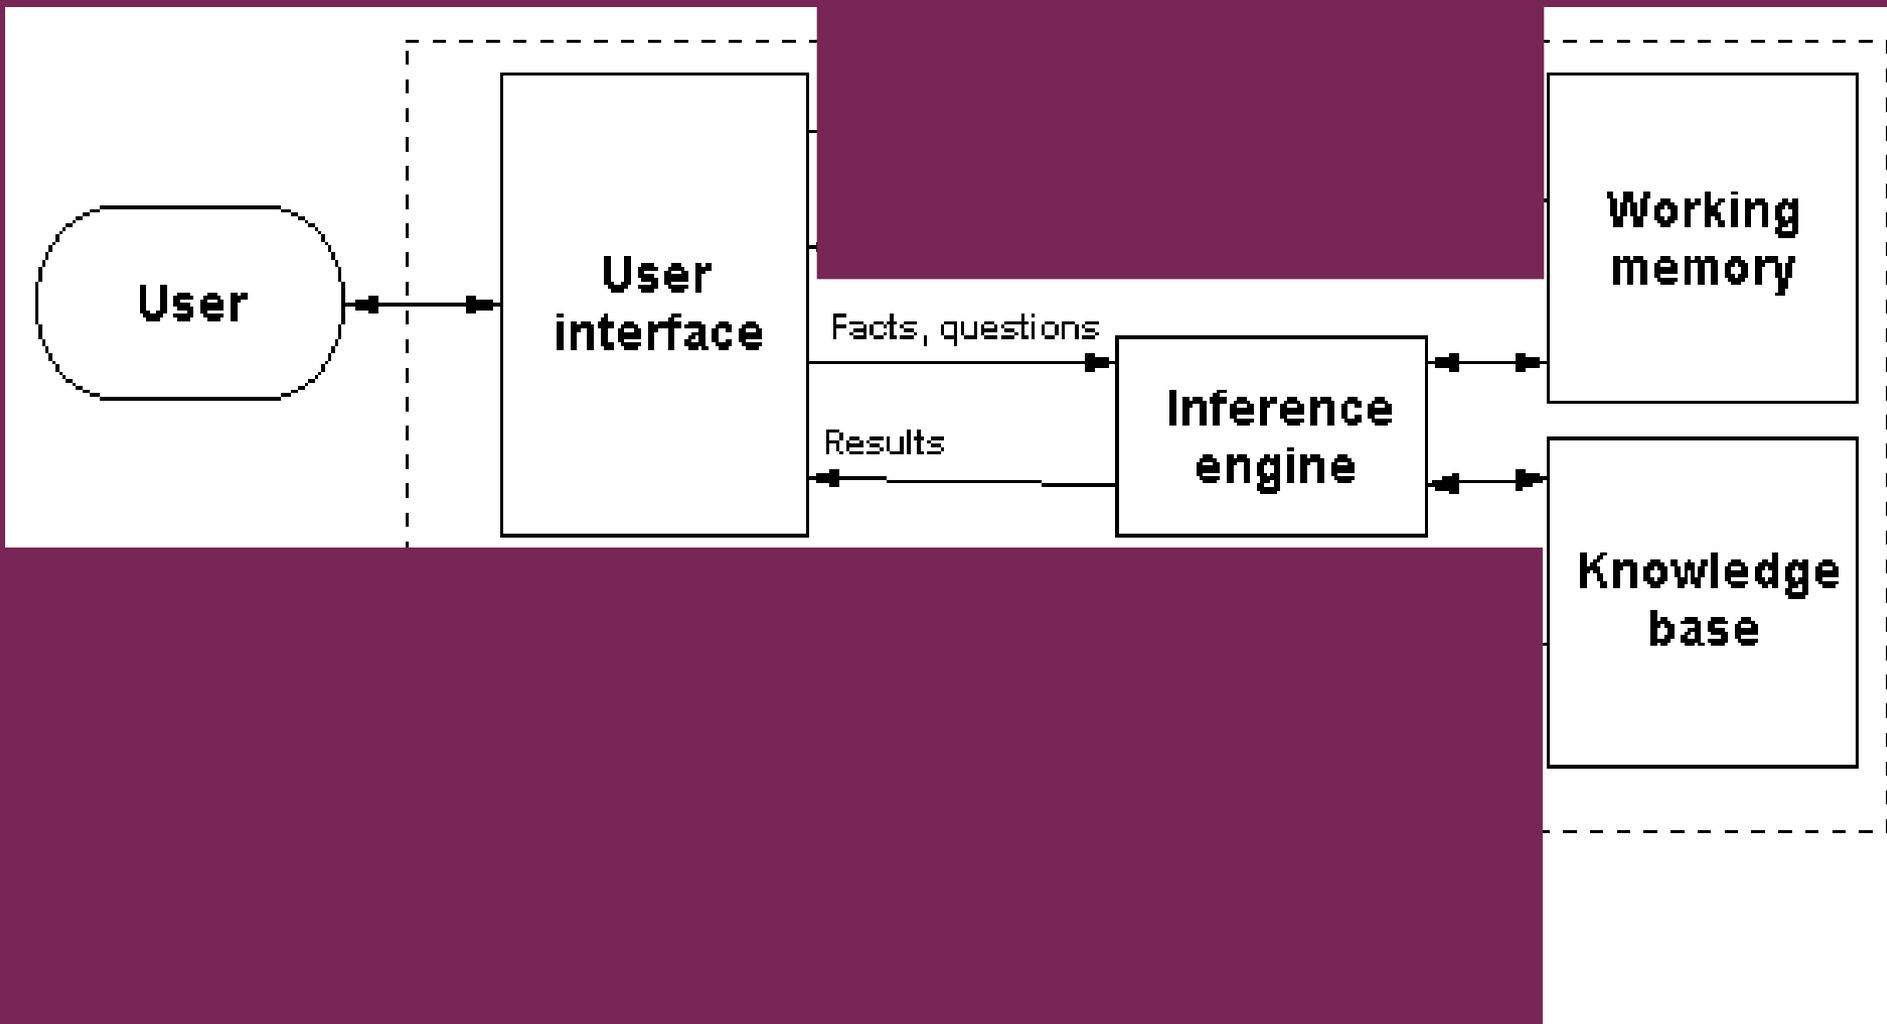 User
User
interface
Facts, questions
Results
Inference
engine
Working
memory
Knowledge
base